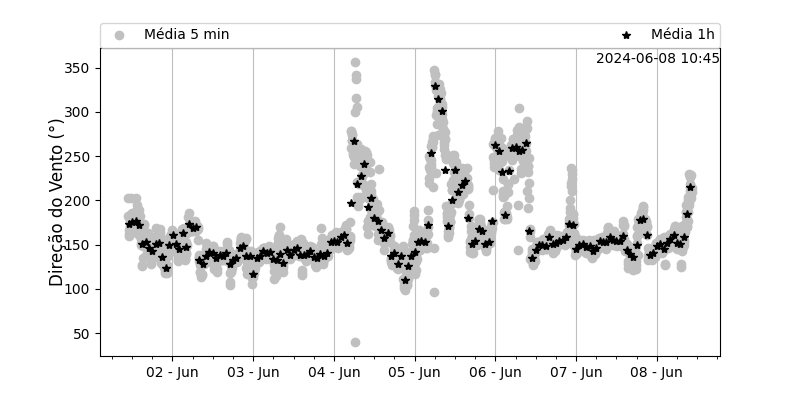 Média 5 min
Média 1h
2024-06-08 10:45
Direção do Vento (°)
350
300
250
200
150
100
50
02 - Jun
03 - Jun
04 - Jun
05 - Jun
06 - Jun
07 - Jun
08 - Jun